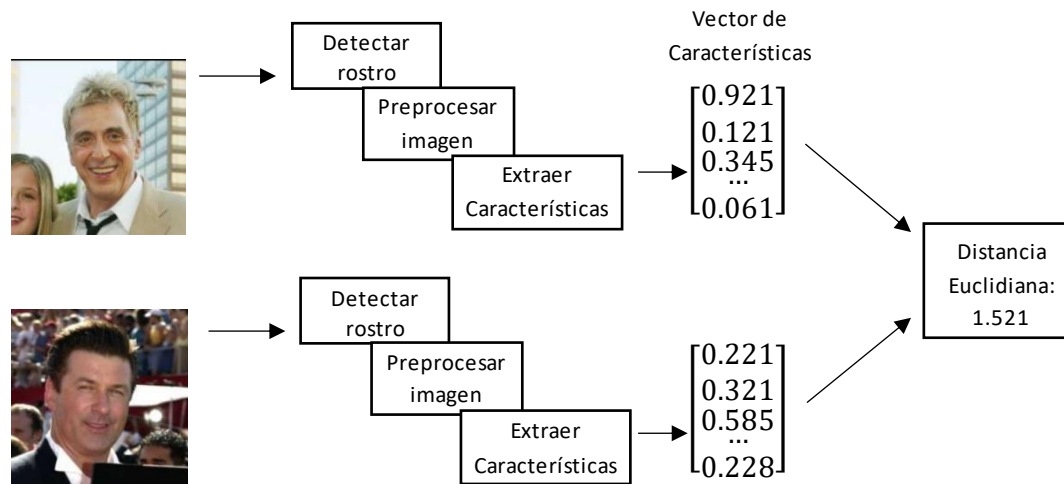 Detectar
rostro
Preprocesar
imagen
Extraer
Características
Vector de
Características
0.921
0.121
0.345
...
0.061
Detectar
rostro
Preprocesar
imagen
Extraer
Características
0.221
0.321
0.585
...
0.228
Distancia
Euclidiana:
1.521